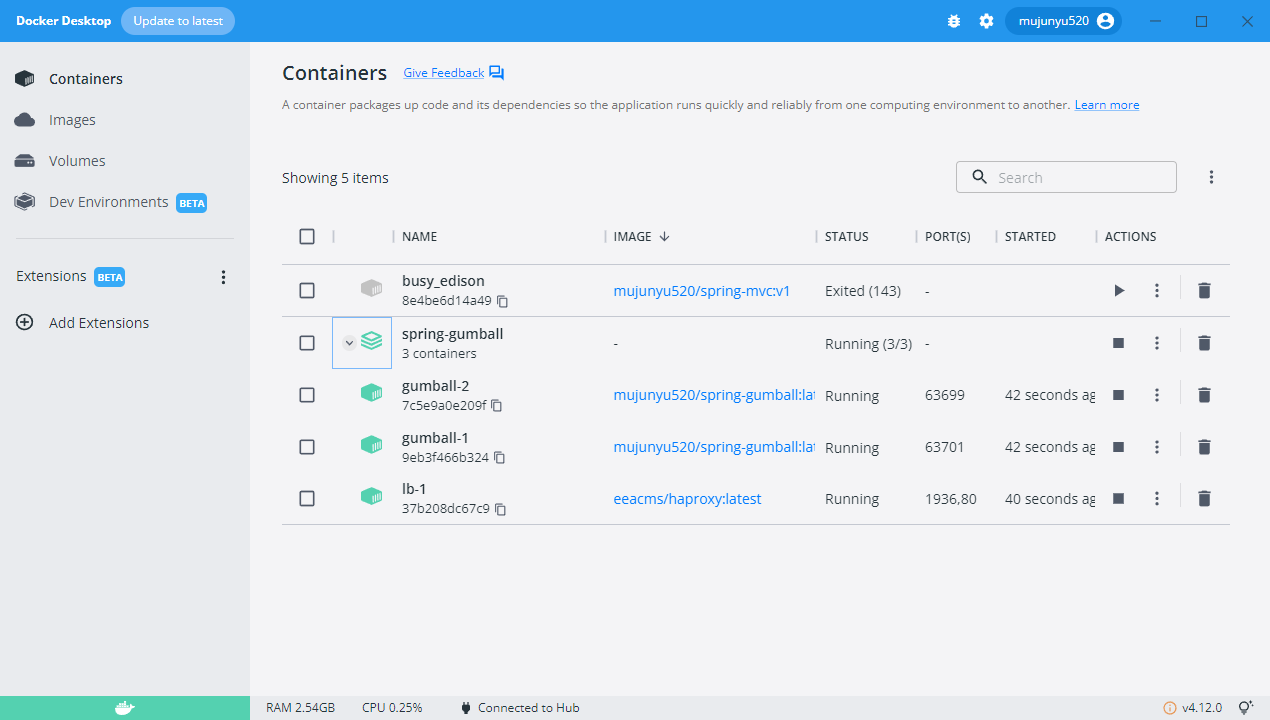 Docker Desktop Update to latest mujunyu520
Containers
Images
Volumes
Dev Environments BETA
Extensions BETA
Add Extensions
Containers Give Feedback
A container packages up code and its dependencies so the application runs quickly and reliably from one computing environment to another. Learn more
Showing 5 items Search
NAME IMAGE STATUS PORT(S) STARTED ACTIONS
busy_edison
8e4be6d14a49 mujunyu520/spring-mvc:v1 Exited (143) -
spring-gumball
3 containers - Running (3/3) -
gumball-2
7c5e9a0e209f mujunyu520/spring-gumball:lat Running 63699 42 seconds ag
gumball-1
9eb3f466b324 mujunyu520/spring-gumball:lat Running 63701 42 seconds ag
lb-1
37b208dc67c9 eeacms/haproxy:latest Running 1936,80 40 seconds ag
RAM 2.54GB CPU 0.25% Connected to Hub v4.12.0